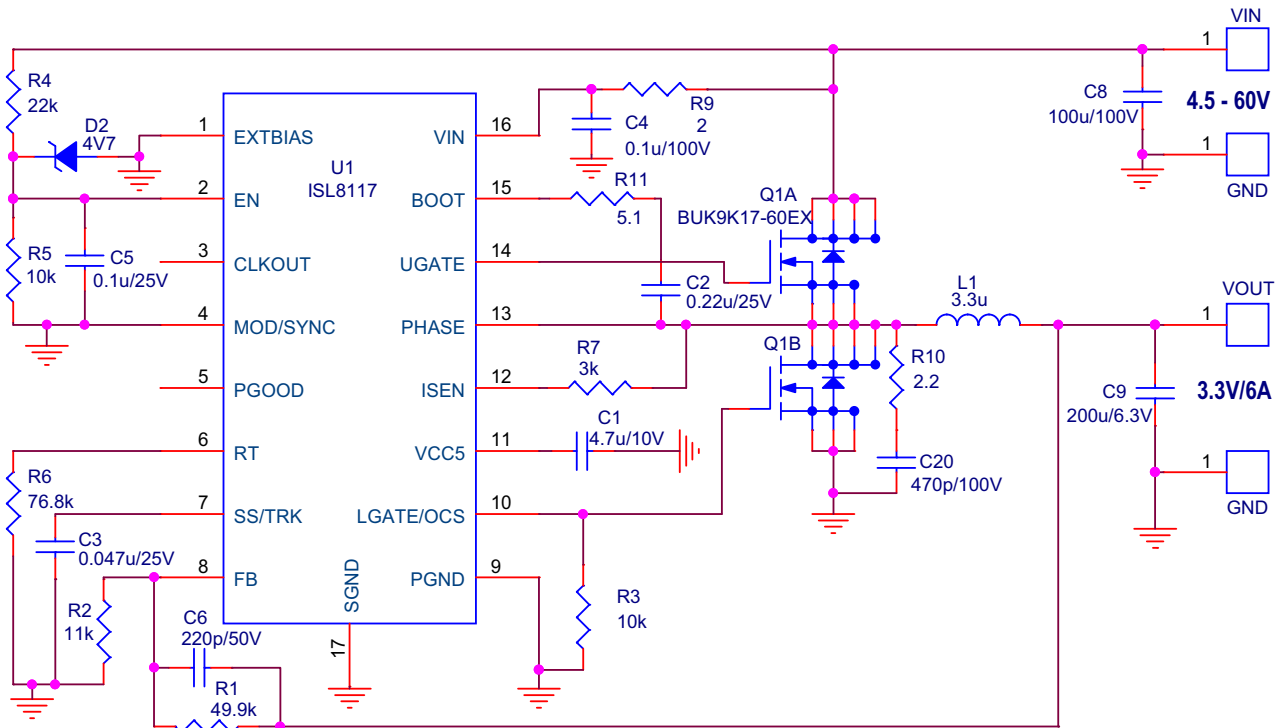 VIN
1
R4
22k
R9
2
C8
100u/100V
4.5 - 60V
D2
4V7
1
EXTBIAS
VIN
16
C4
0.1u/100V
1
GND
U1
ISL8117
R11
5.1
2
EN
BOOT
15
Q1A
BUK9K17-60EX
R5
10k
C5
0.1u/25V
3
CLKOUT
UGATE
14
C2
0.22u/25V
L1
3.3u
VOUT
1
4
MOD/SYNC
PHASE
13
R7
3k
Q1B
R10
2.2
5
PGOOD
ISEN
12
C9
200u/6.3V
3.3V/6A
C1
4.7u/10V
6
RT
VCC5
11
C20
470p/100V
1
GND
R6
76.8k
7
SS/TRK
LGATE/OCS
10
C3
0.047u/25V
8
FB
PGND
9
SGND
17
R2
11k
R3
10k
C6
220p/50V
R1
49.9k